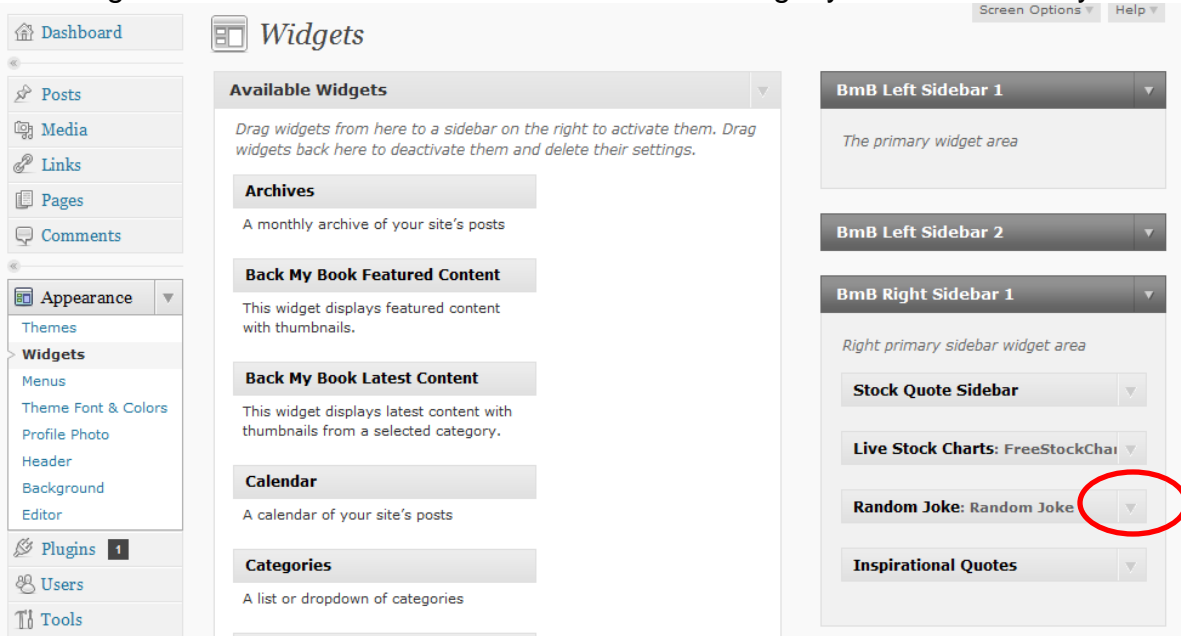 Screen Options
Help
Dashboard
Posts
Media
Links
Pages
Comments
Appearance
Themes
Widgets
Menus
Theme Font & Colors
Profile Photo
Header
Background
Editor
Plugins 1
Users
Tools
Widgets
Available Widgets
Drag widgets from here to a sidebar on the right to activate them. Drag
widgets back here to deactivate them and delete their settings.
Archives
A monthly archive of your site's posts
Back My Book Featured Content
This widget displays featured content
with thumbnails.
Back My Book Latest Content
This widget displays latest content with
thumbnails from a selected category.
Calendar
A calendar of your site's posts
Categories
A list or dropdown of categories
BmB Left Sidebar 1
The primary widget area
BmB Left Sidebar 2
BmB Right Sidebar 1
Right primary sidebar widget area
Stock Quote Sidebar
Live Stock Charts: FreeStockChar
Random Joke: Random Joke
Inspirational Quotes